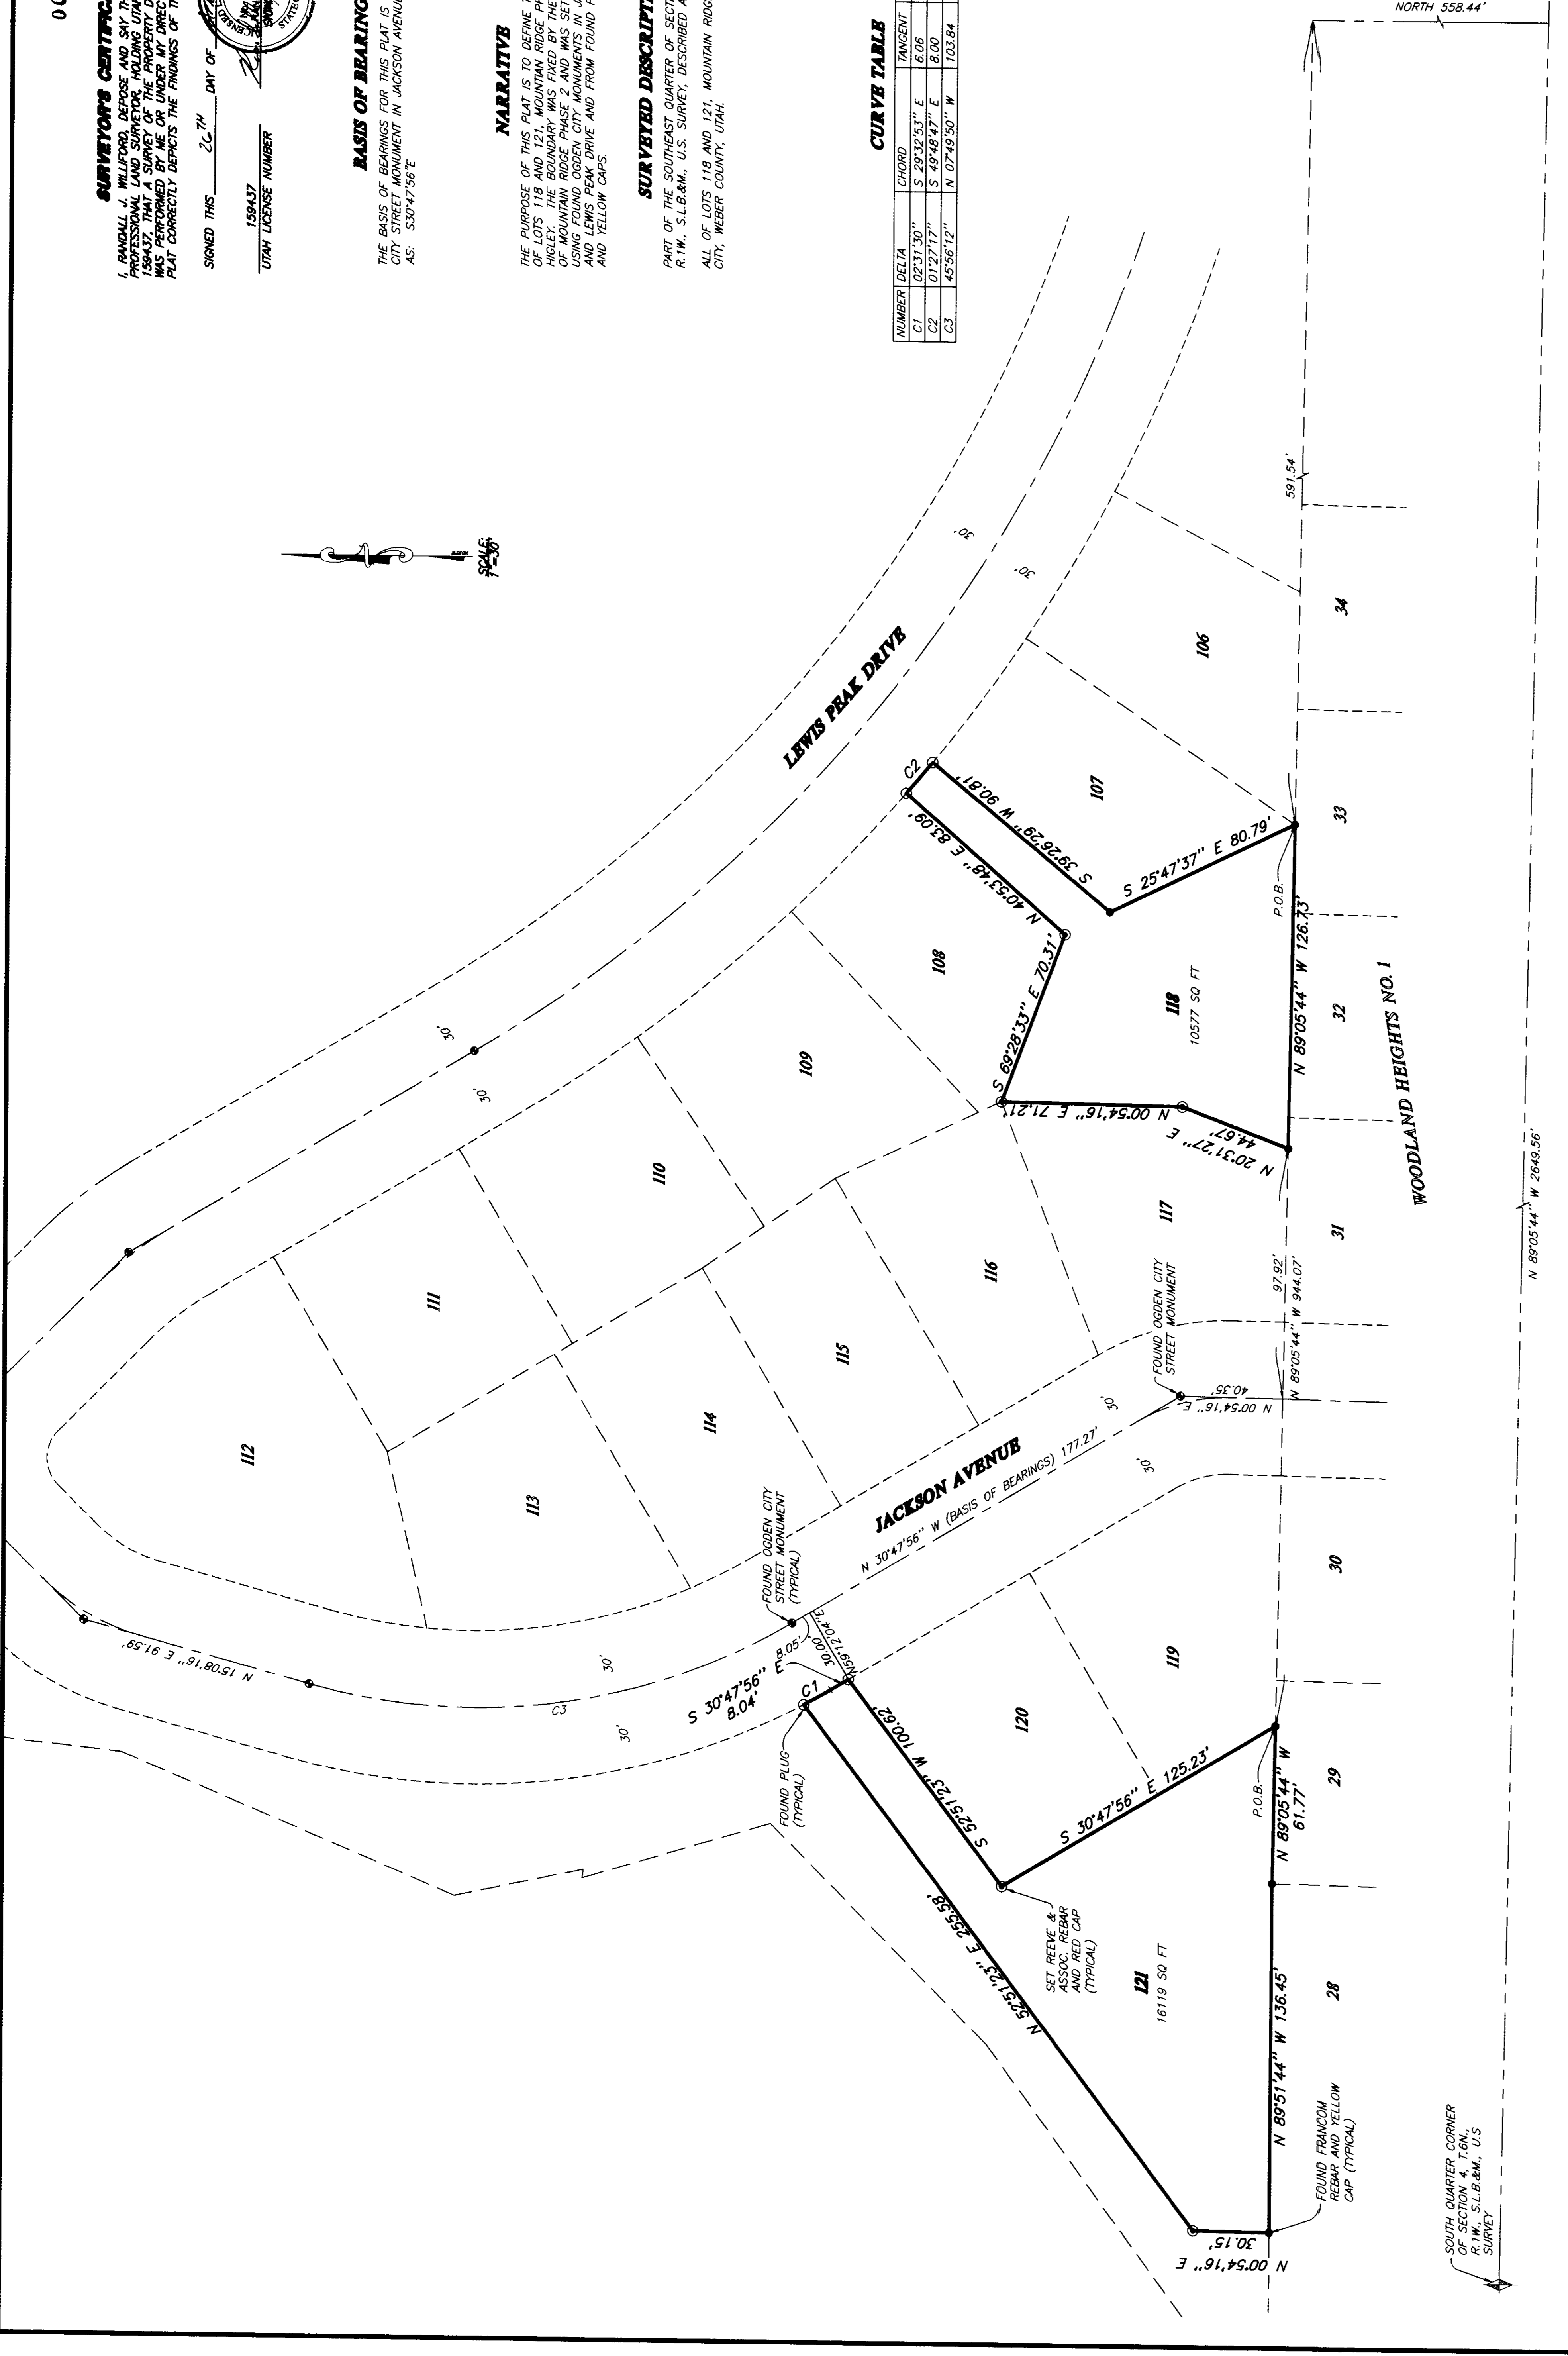 00
SURVEYOR'S CERTIFIC
I, RANDALL J. WILLIFORD, DEPOSE AND SAY TH
PROFESSIONAL LAND SURVEYOR, HOLDING UTAH
159437, THAT A SURVEY OF THE PROPERTY D
WAS PERFORMED BY ME OR UNDER MY DIREC
PLAT CORRECTLY DEPICTS THE FINDINGS OF TH
SIGNED THIS 26TH DAY OF
159437
UTAH LICENSE NUMBER
BASIS OF BEARING
THE BASIS OF BEARINGS FOR THIS PLAT IS
CITY STREET MONUMENT IN JACKSON AVENUE
AS: S30°47'56"E
NARRATIVE
THE PURPOSE OF THIS PLAT IS TO DEFINE T
OF LOTS 118 AND 121, MOUNTIAN RIDGE PH
HIGLEY. THE BOUNDARY WAS FIXED BY THE
OF MOUNTAIN RIDGE PHASE 2 AND WAS SET
USING FOUND OGDEN CITY MONUMENTS IN J
AND LEWIS PEAK DRIVE AND FROM FOUND F
AND YELLOW CAPS.
SURVEYED DESCRIPTI
PART OF THE SOUTHEAST QUARTER OF SECTI
R.1W., S.L.B.&M., U.S. SURVEY, DESCRIBED A
ALL OF LOTS 118 AND 121, MOUNTAIN RIDG
CITY, WEBER COUNTY, UTAH.
CURVE TABLE
NUMBER DELTA CHORD TANGENT
C1 02°31'30" S 29°32'53" E 6.06
C2 01°27'17" S 49°48'47" E 8.00
C3 45°56'12" N 07°49'50" W 103.84
SCALE:
1"=30'
LEWIS PEAK DRIVE
30'
30'
30'
30'
112
111
110
109
108
107
106
113
114
115
116
117
118
10577 SQ FT
C2
N 40°53'48" E 83.09'
S 39°26'29" W 90.81'
S 25°47'37" E 80.79'
S 69°28'33" E 70.31'
N 00°54'16" E 71.21'
N 20°31'27" E
44.67'
P.O.B.
N 89°05'44" W 126.73'
591.54'
NORTH 558.44'
34
33
32
31
30
29
28
WOODLAND HEIGHTS NO. 1
N 89°05'44" W 2649.56'
FOUND OGDEN CITY
STREET MONUMENT
97.92'
N 89°05'44" W 944.07'
N 00°54'16" E
40.35'
JACKSON AVENUE
N 30°47'56" W (BASIS OF BEARINGS) 177.27'
30'
30'
FOUND OGDEN CITY
STREET MONUMENT
(TYPICAL)
N 15°08'16" E 91.59'
C3
30'
30'
S 30°47'56" E
8.04'
8.05'
30.00'
N59°12'04"E
C1
FOUND PLUG
(TYPICAL)
S 52°51'23" W 100.62'
N 52°51'23" E 255.58'
120
119
S 30°47'56" E 125.23'
SET REEVE &
ASSOC. REBAR
AND RED CAP
(TYPICAL)
121
16119 SQ FT
P.O.B.
N 89°05'44" W
61.77'
N 89°51'44" W 136.45'
N 00°54'16" E
30.15'
FOUND FRANCOM
REBAR AND YELLOW
CAP (TYPICAL)
SOUTH QUARTER CORNER
OF SECTION 4, T.6N.,
R.1W., S.L.B.&M., U.S
SURVEY